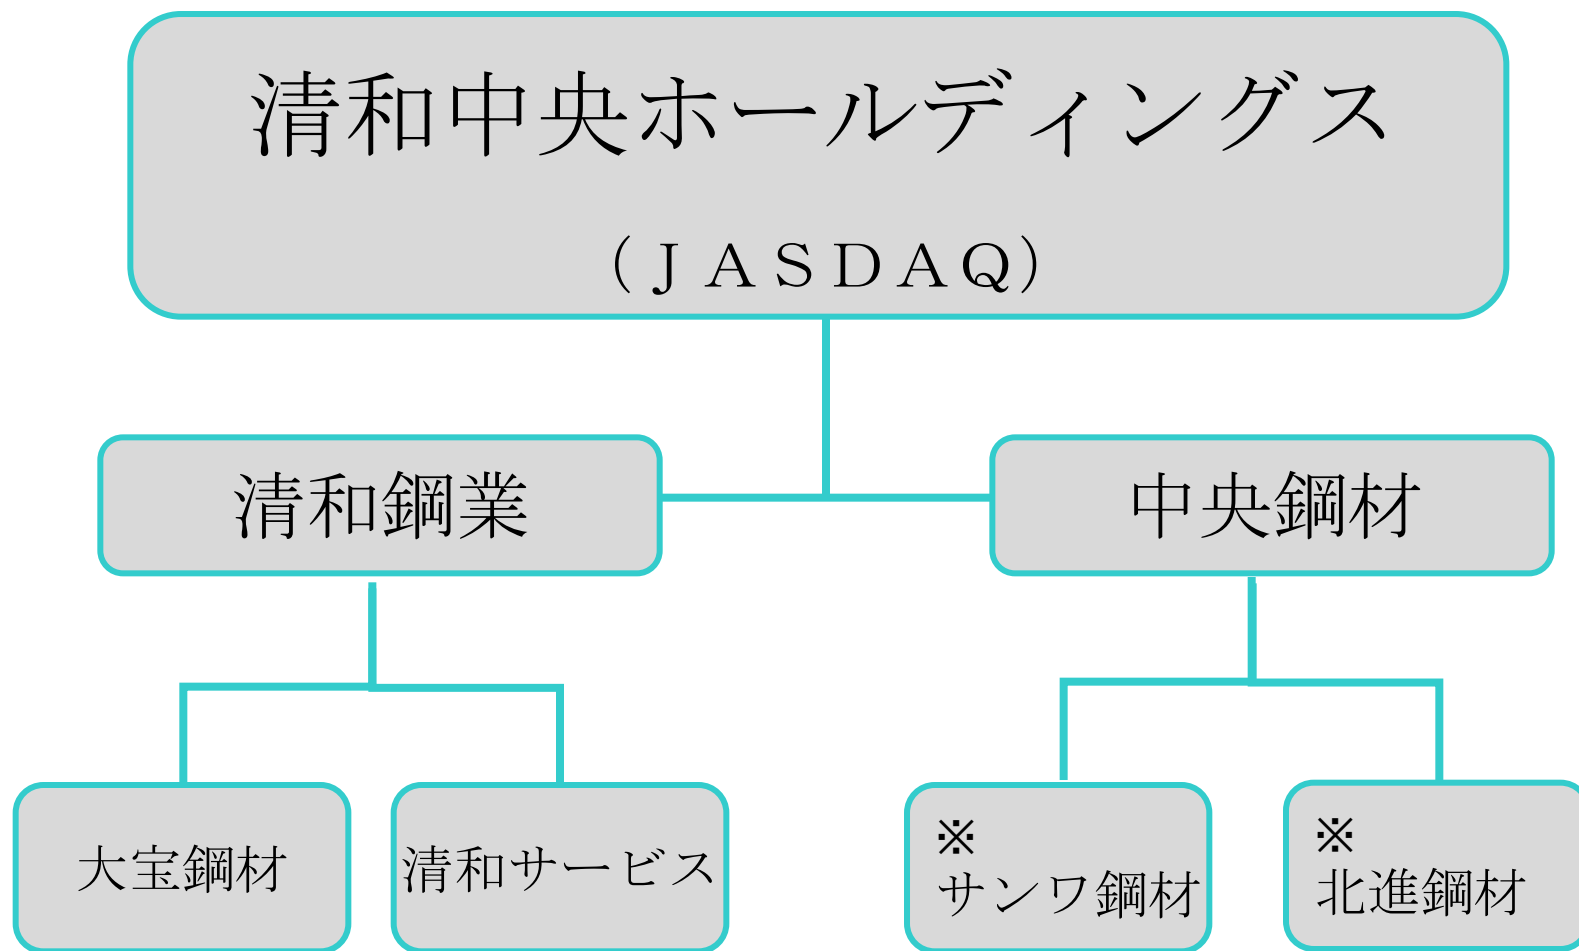 清和中央ホールディングス
（ＪＡＳＤＡＱ）
清和鋼業
中央鋼材
大宝鋼材
清和サービス
※
サンワ鋼材
※
北進鋼材